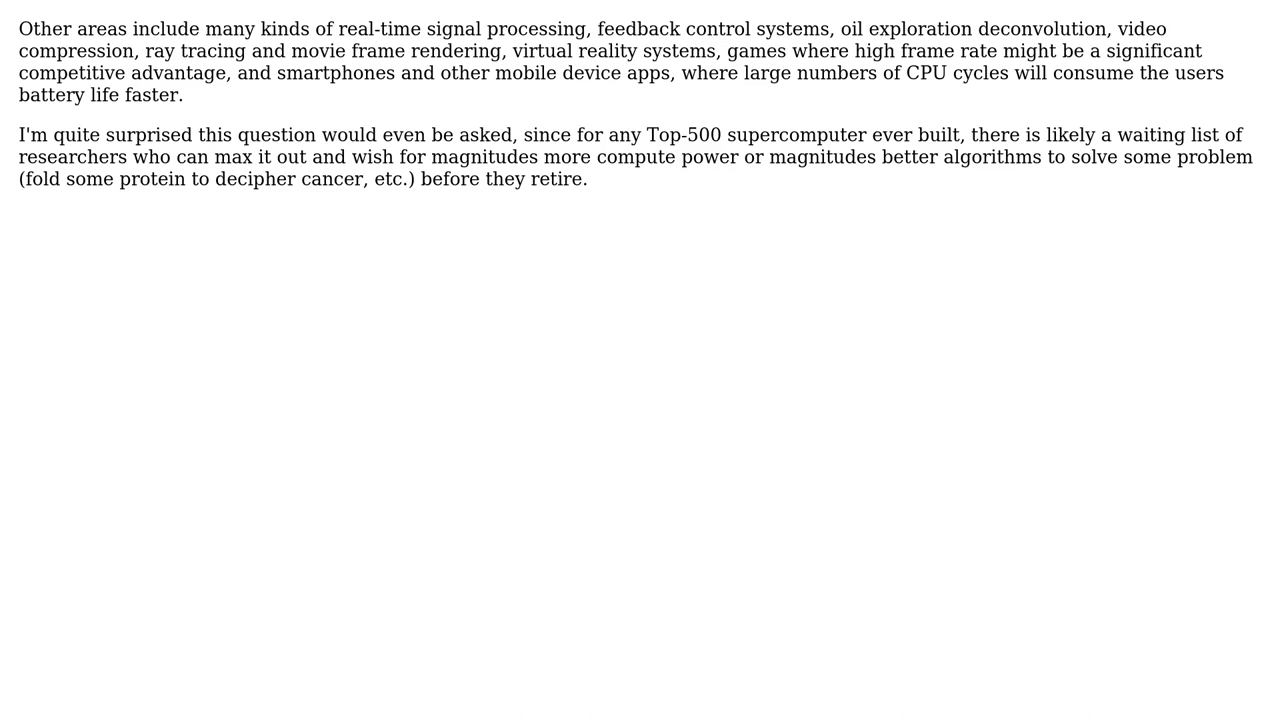 Other areas include many kinds of real-time signal processing, feedback control systems, oil exploration deconvolution, video
compression, ray tracing and movie frame rendering, virtual reality systems, games where high frame rate might be a significant
competitive advantage, and smartphones and other mobile device apps, where large numbers of CPU cycles will consume the users
battery life faster.
I'm quite surprised this question would even be asked, since for any Top-500 supercomputer ever built, there is likely a waiting list of
researchers who can max it out and wish for magnitudes more compute power or magnitudes better algorithms to solve some problem
(fold some protein to decipher cancer, etc.) before they retire.